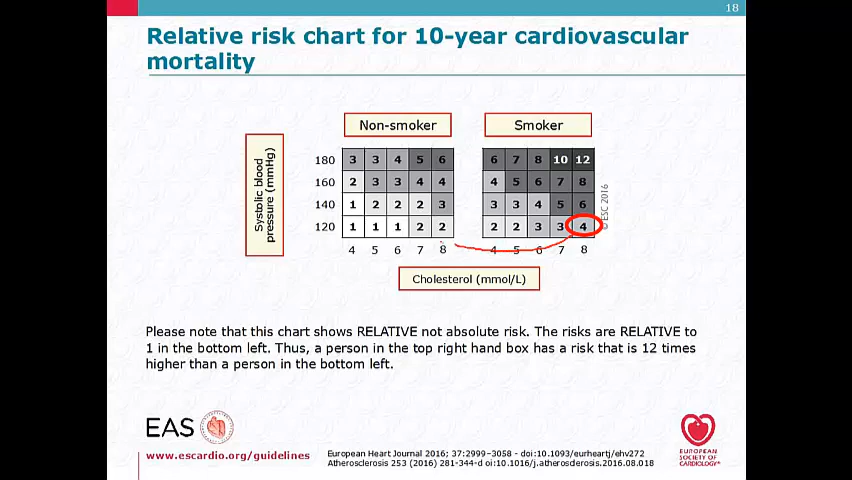 18
Relative risk chart for 10-year cardiovascular
mortality
Non-smoker
Smoker
Systolic blood
pressure (mmHg)
180 3 3 4 5 6 6 7 8 10 12
160 2 3 3 4 4 4 5 6 7 8
140 1 2 2 2 3 3 3 4 5 6
120 1 1 1 2 2 2 2 3 3 4
4 5 6 7 8 4 5 6 7 8
© ESC 2016
Cholesterol (mmol/L)
Please note that this chart shows RELATIVE not absolute risk. The risks are RELATIVE to
1 in the bottom left. Thus, a person in the top right hand box has a risk that is 12 times
higher than a person in the bottom left.
EAS
www.escardio.org/guidelines
European Heart Journal 2016; 37:2999–3058 - doi:10.1093/eurheartj/ehv272
Atherosclerosis 253 (2016) 281-344-d oi:10.1016/j.atherosclerosis.2016.08.018
EUROPEAN
SOCIETY OF
CARDIOLOGY®